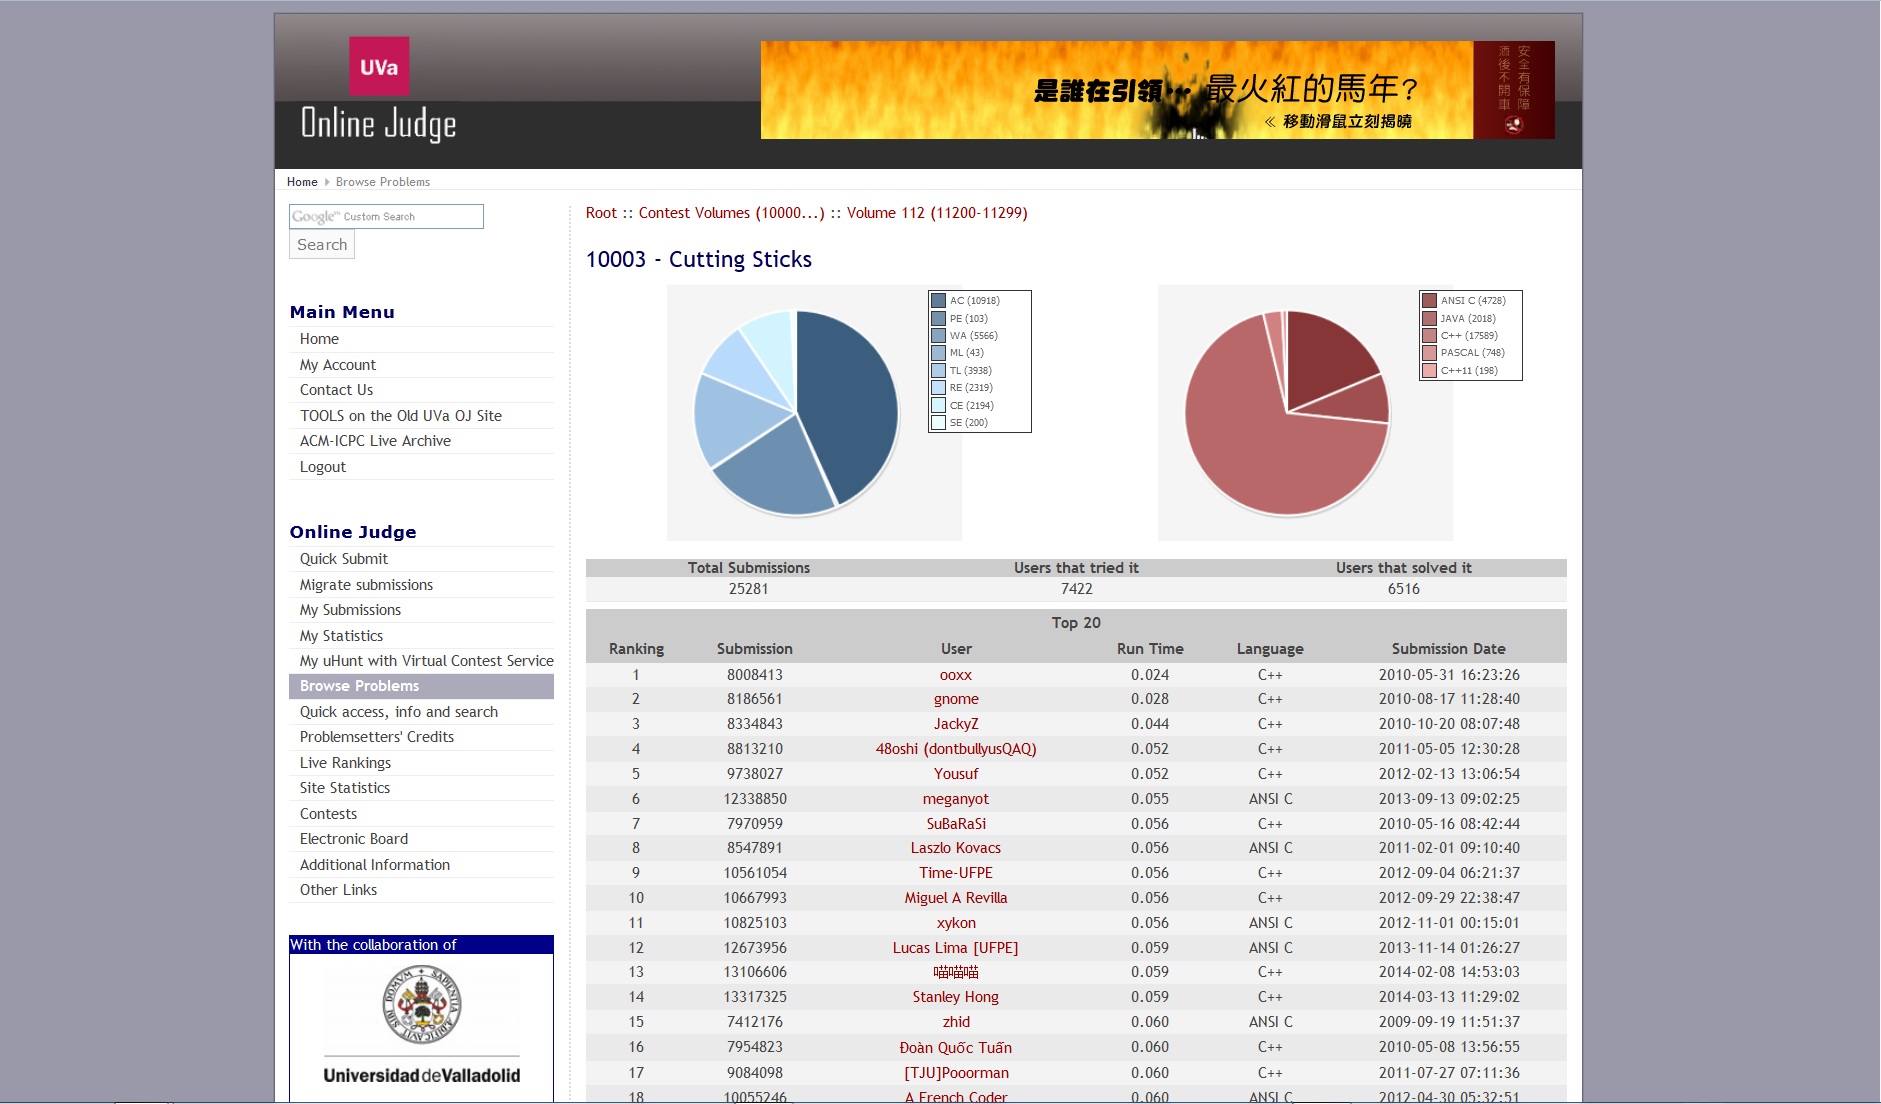 UVa
Online Judge
是誰在引領… 最火紅的馬年?
≪ 移動滑鼠立刻揭曉
安全有保障
酒後不開車
Home Browse Problems
Google™ Custom Search
Search
Main Menu
Home
My Account
Contact Us
TOOLS on the Old UVa OJ Site
ACM-ICPC Live Archive
Logout
Online Judge
Quick Submit
Migrate submissions
My Submissions
My Statistics
My uHunt with Virtual Contest Service
Browse Problems
Quick access, info and search
Problemsetters' Credits
Live Rankings
Site Statistics
Contests
Electronic Board
Additional Information
Other Links
With the collaboration of
Universidad de Valladolid
Root :: Contest Volumes (10000...) :: Volume 112 (11200-11299)
10003 - Cutting Sticks
AC (10918)
PE (103)
WA (5566)
ML (43)
TL (3938)
RE (2319)
CE (2194)
SE (200)
ANSI C (4728)
JAVA (2018)
C++ (17589)
PASCAL (748)
C++11 (198)
Total Submissions Users that tried it Users that solved it
25281 7422 6516
Top 20
Ranking Submission User Run Time Language Submission Date
1 8008413 ooxx 0.024 C++ 2010-05-31 16:23:26
2 8186561 gnome 0.028 C++ 2010-08-17 11:28:40
3 8334843 JackyZ 0.044 C++ 2010-10-20 08:07:48
4 8813210 48oshi (dontbullyusQAQ) 0.052 C++ 2011-05-05 12:30:28
5 9738027 Yousuf 0.052 C++ 2012-02-13 13:06:54
6 12338850 meganyot 0.055 ANSI C 2013-09-13 09:02:25
7 7970959 SuBaRaSi 0.056 C++ 2010-05-16 08:42:44
8 8547891 Laszlo Kovacs 0.056 ANSI C 2011-02-01 09:10:40
9 10561054 Time-UFPE 0.056 C++ 2012-09-04 06:21:37
10 10667993 Miguel A Revilla 0.056 C++ 2012-09-29 22:38:47
11 10825103 xykon 0.056 ANSI C 2012-11-01 00:15:01
12 12673956 Lucas Lima [UFPE] 0.059 ANSI C 2013-11-14 01:26:27
13 13106606 喵喵喵 0.059 C++ 2014-02-08 14:53:03
14 13317325 Stanley Hong 0.059 C++ 2014-03-13 11:29:02
15 7412176 zhid 0.060 ANSI C 2009-09-19 11:51:37
16 7954823 Đoàn Quốc Tuấn 0.060 C++ 2010-05-08 13:56:55
17 9084098 [TJU]Pooorman 0.060 C++ 2011-07-27 07:11:36
18 10055246 A French Coder 0.060 ANSI C 2012-04-30 05:32:51